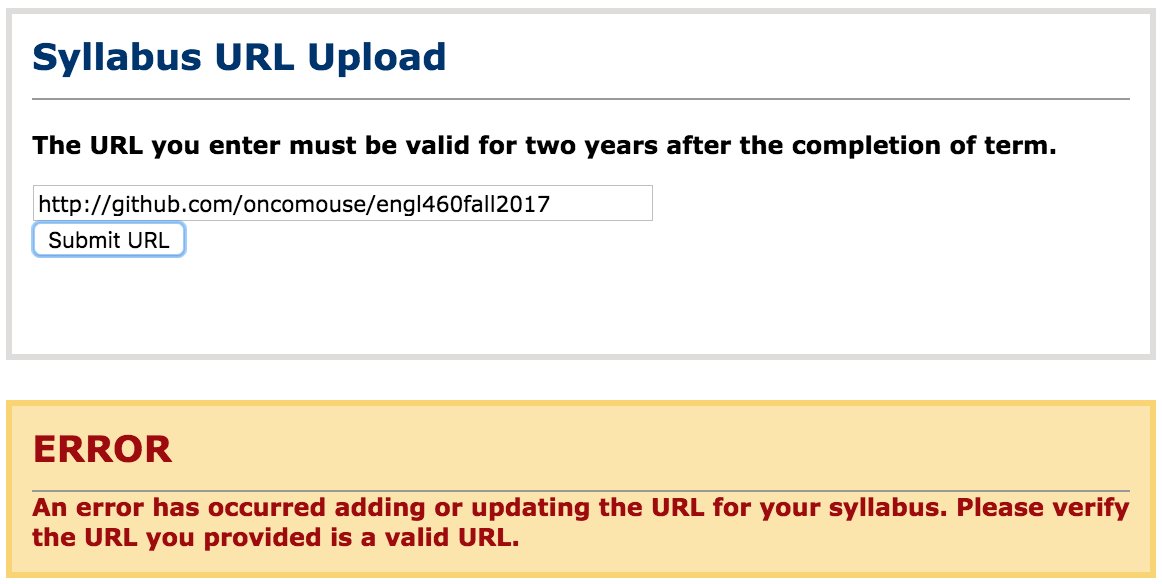 Syllabus URL Upload
The URL you enter must be valid for two years after the completion of term.
http://github.com/oncomouse/engl460fall2017
Submit URL
ERROR
An error has occurred adding or updating the URL for your syllabus. Please verify
the URL you provided is a valid URL.